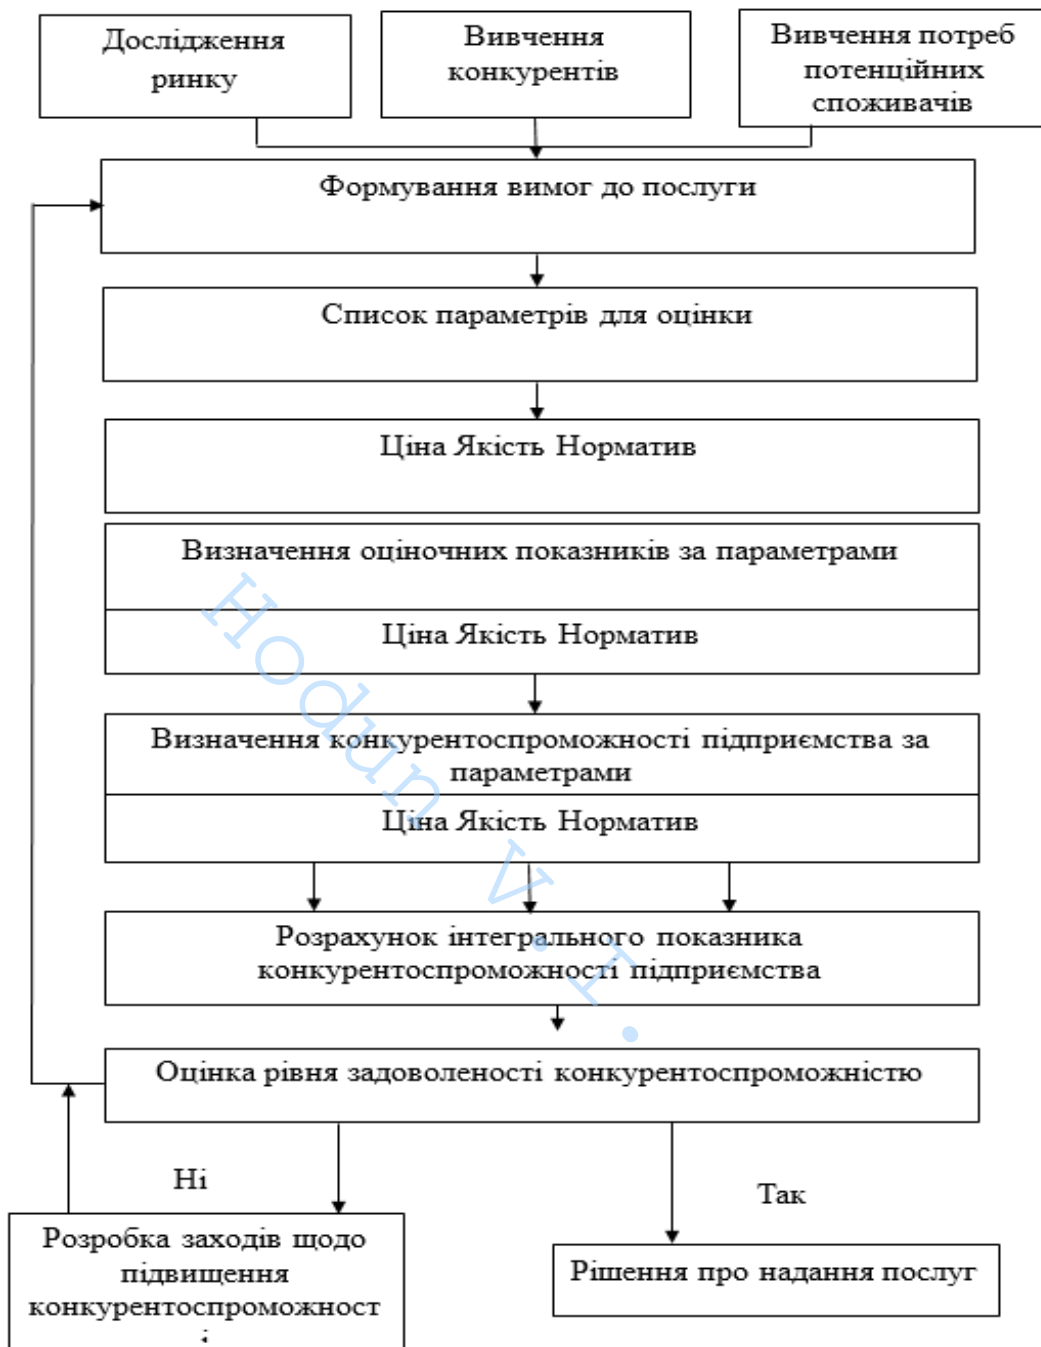 Дослідження
ринку
Вивчення
конкурентів
Вивчення потреб
потенційних
споживачів
Формування вимог до послуги
Список параметрів для оцінки
Ціна Якість Норматив
Визначення оціночних показників за параметрами
Ціна Якість Норматив
Визначення конкурентоспроможності підприємства за
параметрами
Ціна Якість Норматив
Розрахунок інтегрального показника
конкурентоспроможності підприємства
Оцінка рівня задоволеності конкурентоспроможністю
Ні
Так
Розробка заходів щодо
підвищення
конкурентоспроможност
і
Рішення про надання послуг
Hodun V.I.